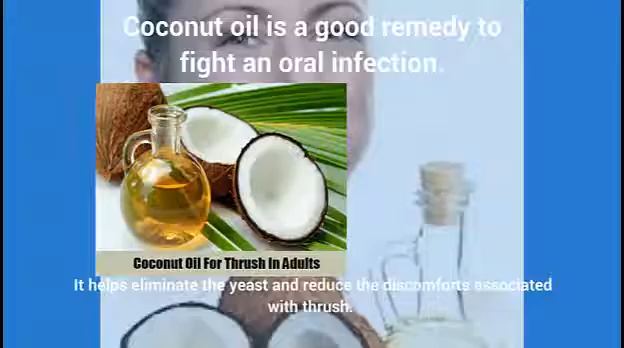 Coconut oil is a good remedy to
fight an oral infection.
Coconut Oil For Thrush In Adults
It helps eliminate the yeast and reduce the discomforts associated
with thrush.